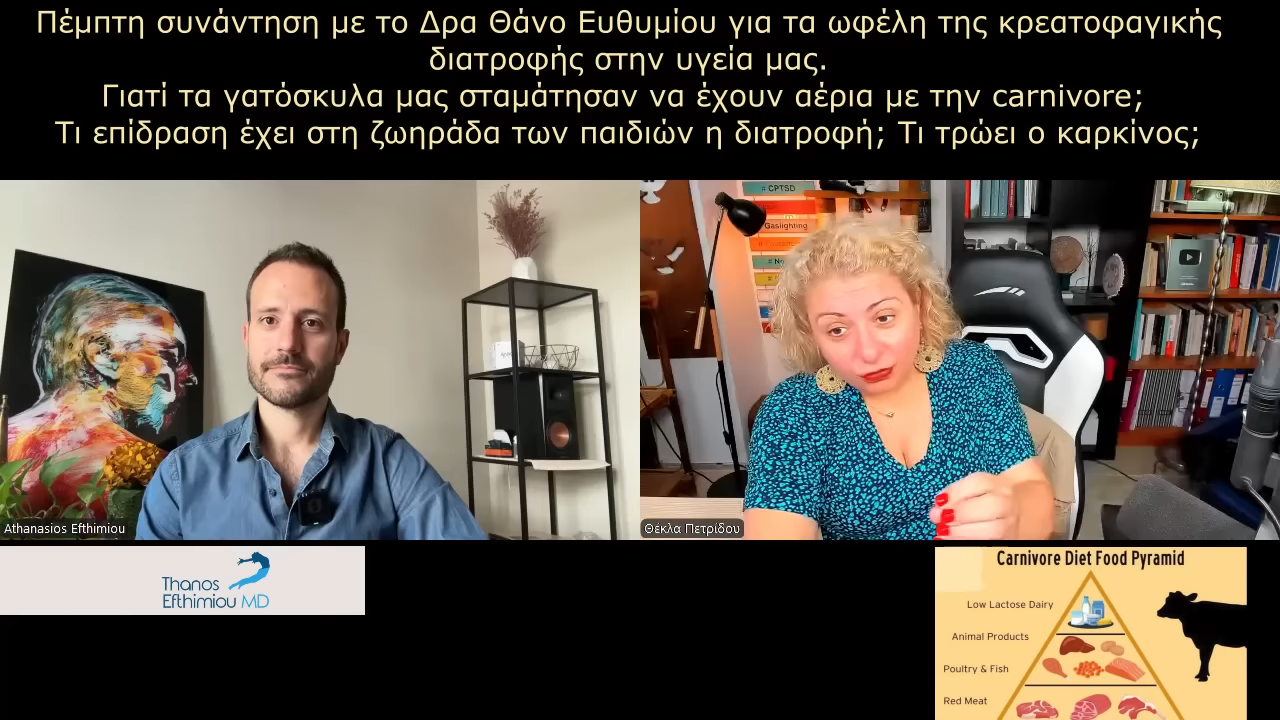 Πέμπτη συνάντηση με το Δρα Θάνο Ευθυμίου για τα ωφέλη της κρεατοφαγικής
διατροφής στην υγεία μας.
Γιατί τα γατόσκυλα μας σταμάτησαν να έχουν αέρια με την carnivore;
Τι επίδραση έχει στη ζωηράδα των παιδιών η διατροφή; Τι τρώει ο καρκίνος;
# CPTSD
Gaslighting
Athanasios Efthimiou
Θέκλα Πετρίδου
Thanos
Efthimiou MD
Carnivore Diet Food Pyramid
Low Lactose Dairy
Animal Products
Poultry & Fish
Red Meat